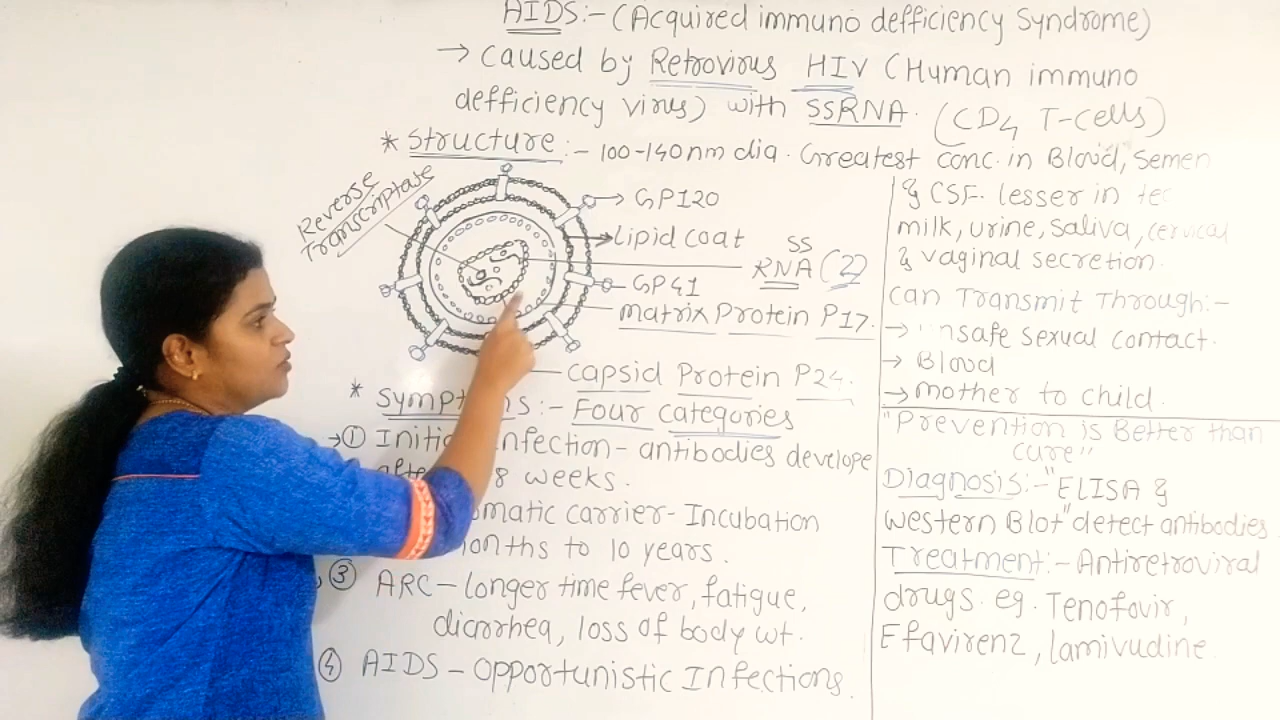 AIDS:- (Acquired immuno defficiency Syndrome)
→ caused by Retrovirus HIV (Human immuno
defficiency virus) with SSRNA. (CD4 T-cells)
* Structure:- 100-140nm dia. Greatest conc. in Blood, Semen
& CSF. lesser in
milk, urine, saliva, cervical
& vaginal secretion.
can Transmit Through:-
→ unsafe sexual contact.
→ Blood
→ mother to child.
"Prevention is Better than
cure"
Diagnosis:- "ELISA &
western Blot" detect antibodies.
Treatment:- Antiretroviral
drugs. eg. Tenofovir,
Efavirenz, lamivudine.
Reverse
Transcriptase
GP120
lipid coat
SS
RNA (2)
GP41
matrix Protein P17.
capsid Protein P24.
* Symptoms:- Four categories
→ ① Initial infection- antibodies develope
8 weeks.
carrier- Incubation
months to 10 years.
③ ARC - longer time fever, fatigue,
diarrhea, loss of body wt.
④ AIDS - opportunistic Infections.